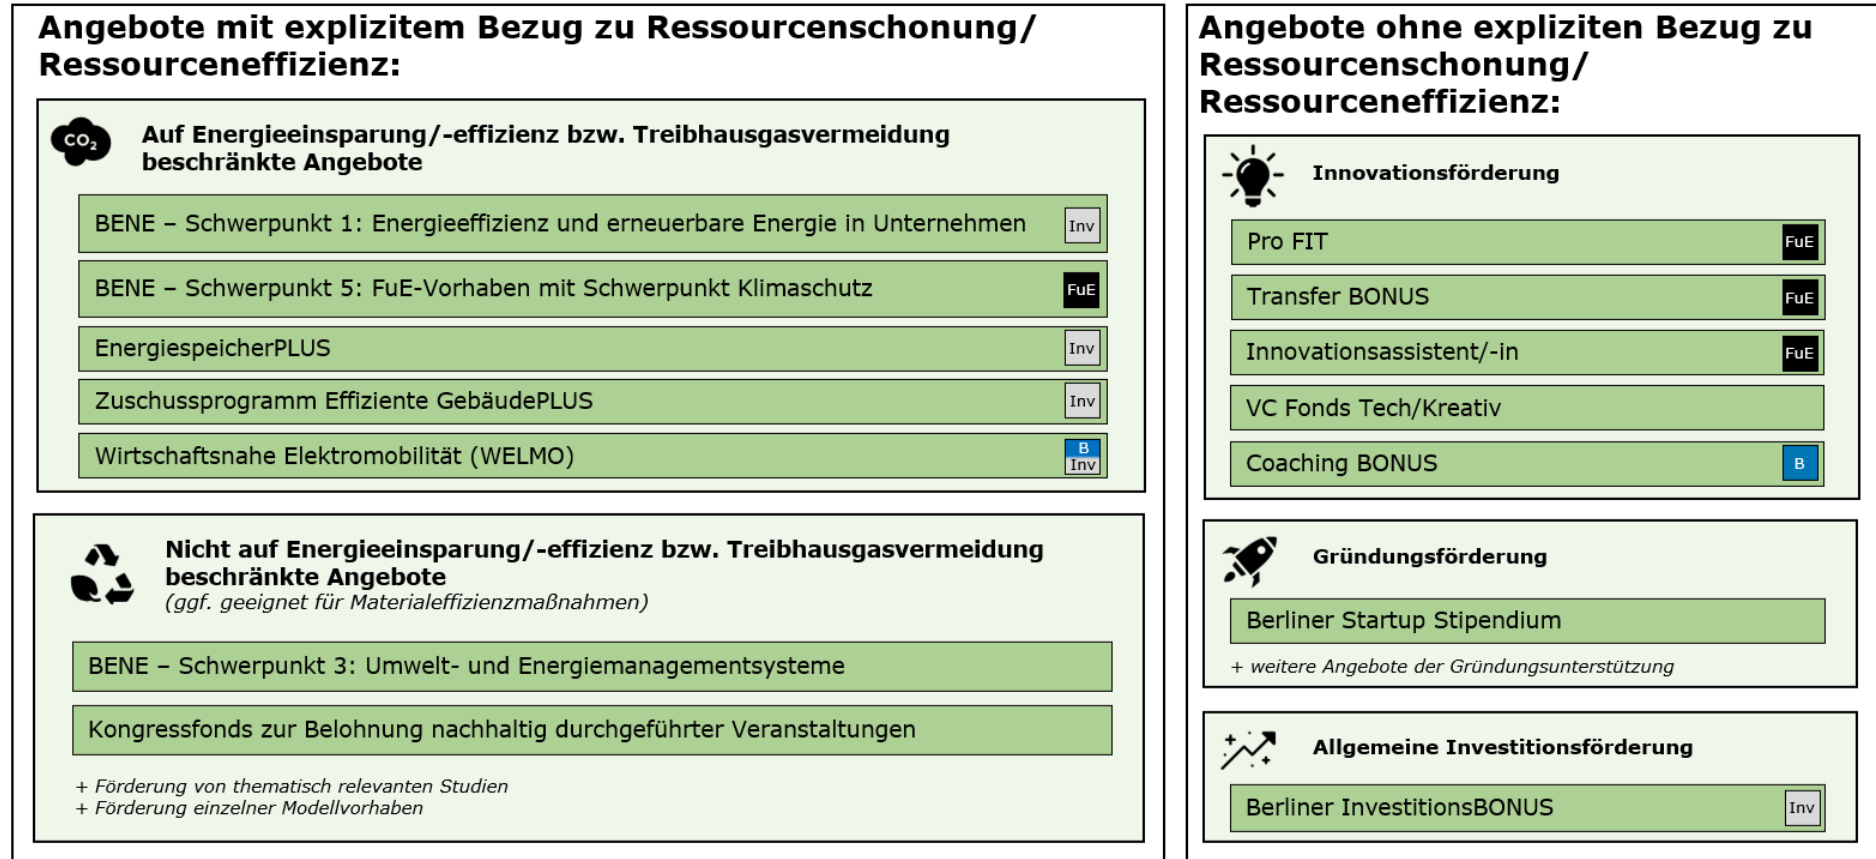 Angebote mit explizitem Bezug zu Ressourcenschonung/
Ressourceneffizienz:
CO₂
Auf Energieeinsparung/-effizienz bzw. Treibhausgasvermeidung
beschränkte Angebote
BENE – Schwerpunkt 1: Energieeffizienz und erneuerbare Energie in Unternehmen
Inv
BENE – Schwerpunkt 5: FuE-Vorhaben mit Schwerpunkt Klimaschutz
FuE
EnergiespeicherPLUS
Inv
Zuschussprogramm Effiziente GebäudePLUS
Inv
Wirtschaftsnahe Elektromobilität (WELMO)
B
Inv
Nicht auf Energieeinsparung/-effizienz bzw. Treibhausgasvermeidung
beschränkte Angebote
(ggf. geeignet für Materialeffizienzmaßnahmen)
BENE – Schwerpunkt 3: Umwelt- und Energiemanagementsysteme
Kongressfonds zur Belohnung nachhaltig durchgeführter Veranstaltungen
+ Förderung von thematisch relevanten Studien
+ Förderung einzelner Modellvorhaben
Angebote ohne expliziten Bezug zu
Ressourcenschonung/
Ressourceneffizienz:
Innovationsförderung
Pro FIT
FuE
Transfer BONUS
FuE
Innovationsassistent/-in
FuE
VC Fonds Tech/Kreativ
Coaching BONUS
B
Gründungsförderung
Berliner Startup Stipendium
+ weitere Angebote der Gründungsunterstützung
Allgemeine Investitionsförderung
Berliner InvestitionsBONUS
Inv